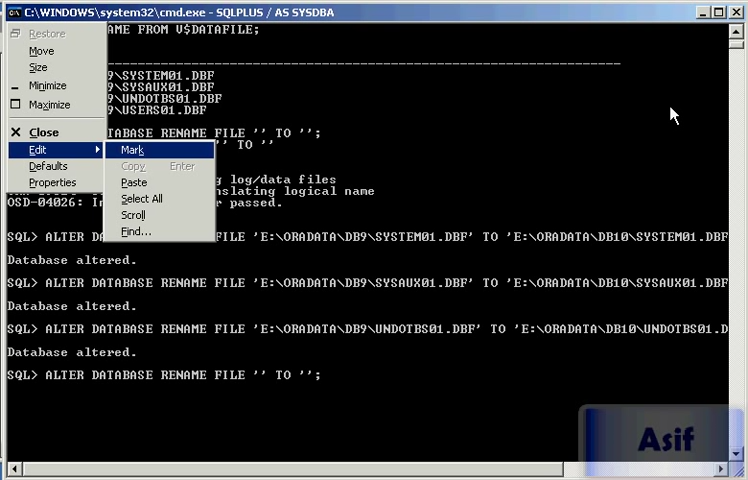 C:\WINDOWS\system32\cmd.exe - SQLPLUS / AS SYSDBA
Restore
Move
Size
Minimize
Maximize
Close
Edit
Defaults
Properties
Mark
Copy Enter
Paste
Select All
Scroll
Find...
AME FROM V$DATAFILE;
9\SYSTEM01.DBF
9\SYSAUX01.DBF
9\UNDOTBS01.DBF
9\USERS01.DBF
DATABASE RENAME FILE '' TO '';
'' TO ''
g log/data files
nslating logical name
OSD-04026: In r passed.
SQL> ALTER DATABASE RENAME FILE 'E:\ORADATA\DB9\SYSTEM01.DBF' TO 'E:\ORADATA\DB10\SYSTEM01.DBF
Database altered.
SQL> ALTER DATABASE RENAME FILE 'E:\ORADATA\DB9\SYSAUX01.DBF' TO 'E:\ORADATA\DB10\SYSAUX01.DBF
Database altered.
SQL> ALTER DATABASE RENAME FILE 'E:\ORADATA\DB9\UNDOTBS01.DBF' TO 'E:\ORADATA\DB10\UNDOTBS01.D
Database altered.
SQL> ALTER DATABASE RENAME FILE '' TO '';
Asif